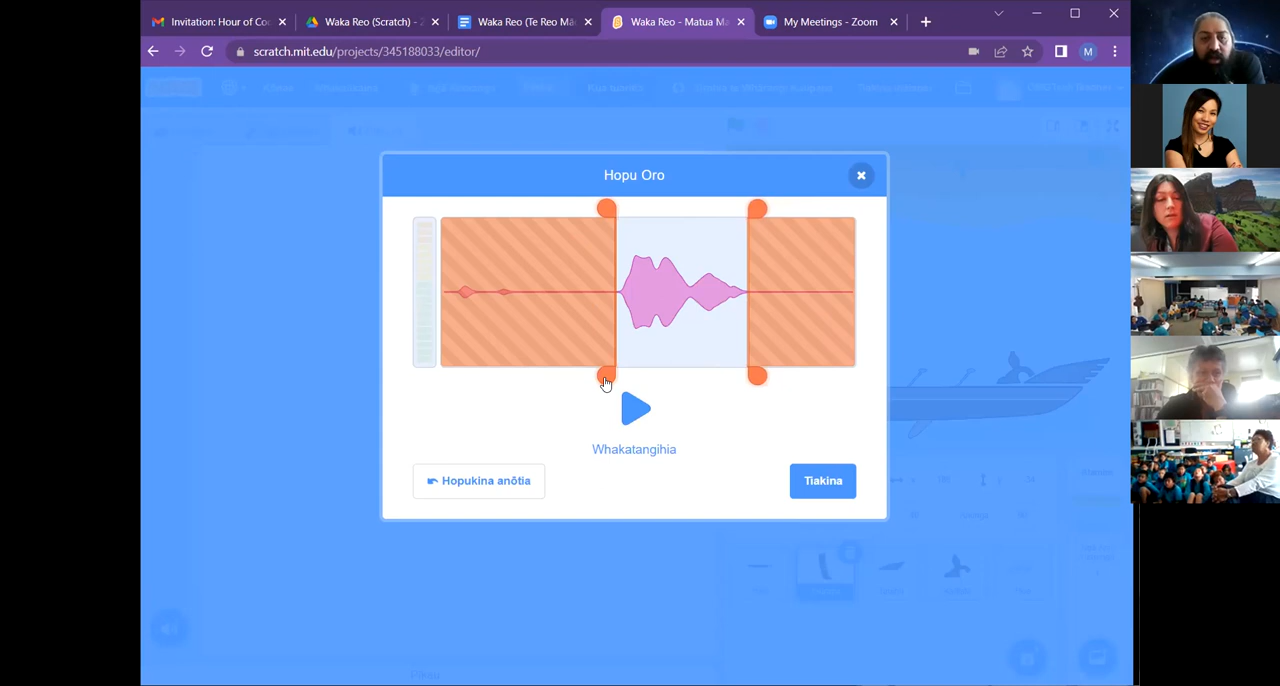 Invitation: Hour of Co
Waka Reo (Scratch) - 2
Waka Reo (Te Reo Mā
Waka Reo - Matua Ma
My Meetings - Zoom
scratch.mit.edu/projects/345188033/editor/
M
Hopu Oro
Whakatangihia
Hopukina anōtia
Tiakina